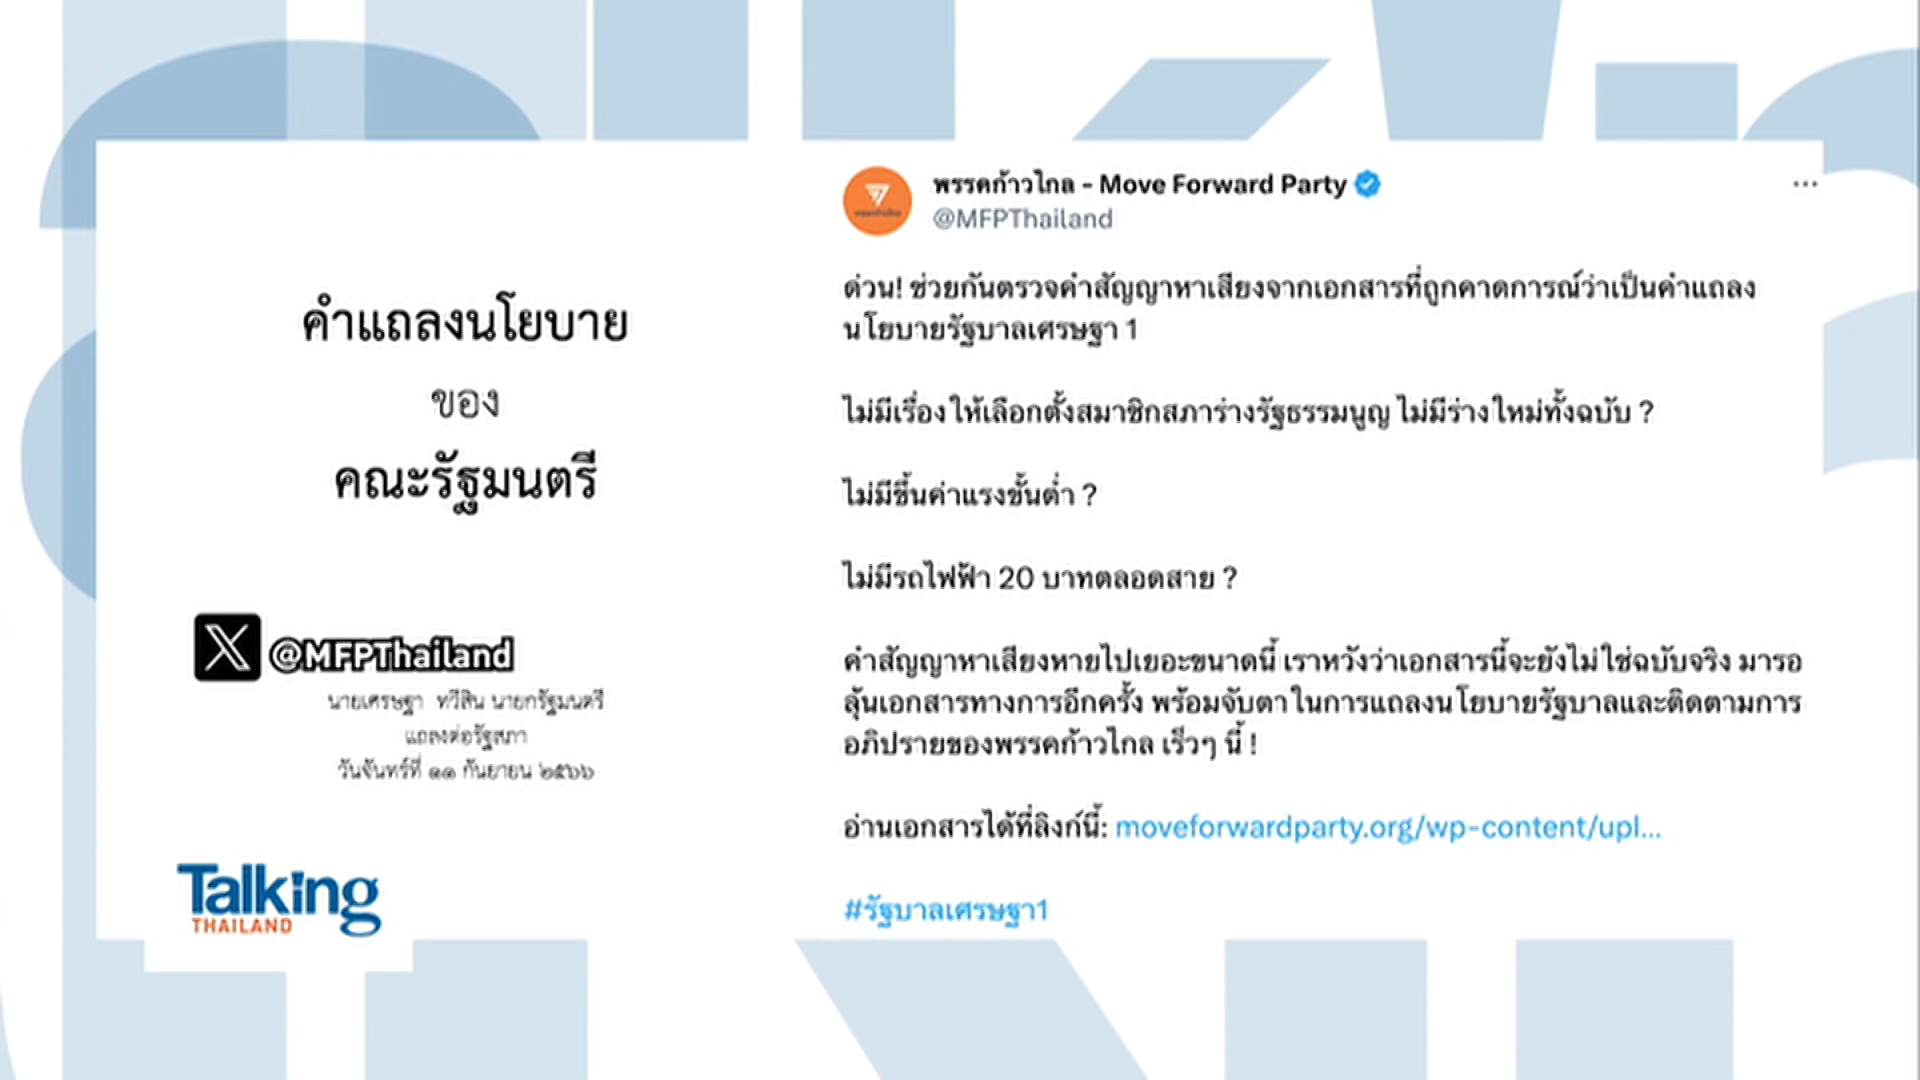 คำแถลงนโยบาย
ของ
คณะรัฐมนตรี
@MFPThailand
นายเศรษฐา ทวีสิน นายกรัฐมนตรี
แถลงต่อรัฐสภา
วันจันทร์ที่ ๑๑ กันยายน ๒๕๖๖
Talking
THAILAND
พรรคก้าวไกล - Move Forward Party
@MFPThailand
ด่วน! ช่วยกันตรวจคำสัญญาหาเสียงจากเอกสารที่ถูกคาดการณ์ว่าเป็นคำแถลง
นโยบายรัฐบาลเศรษฐา 1
ไม่มีเรื่องให้เลือกตั้งสมาชิกสภาร่างรัฐธรรมนูญ ไม่มีร่างใหม่ทั้งฉบับ ?
ไม่มีขึ้นค่าแรงขั้นต่ำ ?
ไม่มีรถไฟฟ้า 20 บาทตลอดสาย ?
คำสัญญาหาเสียงหายไปเยอะขนาดนี้ เราหวังว่าเอกสารนี้จะยังไม่ใช่ฉบับจริง มารอ
ลุ้นเอกสารทางการอีกครั้ง พร้อมจับตาในการแถลงนโยบายรัฐบาลและติดตามการ
อภิปรายของพรรคก้าวไกล เร็วๆ นี้ !
อ่านเอกสารได้ที่ลิงก์นี้: moveforwardparty.org/wp-content/upl...
#รัฐบาลเศรษฐา1